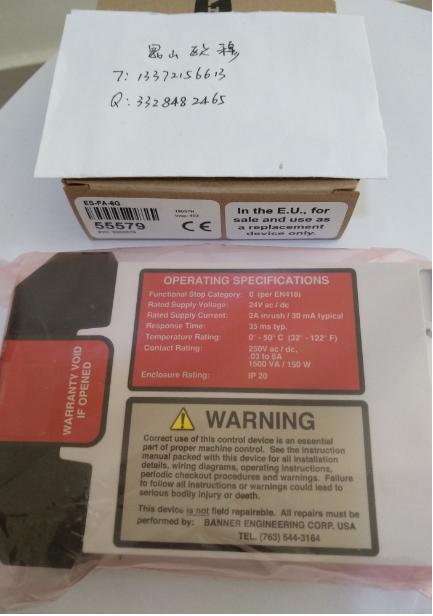 昆山欧穆
T: 13372156613
Q: 3328482465
ES-FA-6G
55579
CE
In the E.U., for
sale and use as
a replacement
device only.
OPERATING SPECIFICATIONS
Functional Stop Category: 0 (per EN418)
Rated Supply Voltage: 24V ac / dc
Rated Supply Current: 2A inrush / 30 mA typical
Response Time: 35 ms typ.
Temperature Rating: 0° - 50° C (32° - 122° F)
Contact Rating: 250V ac / dc,
.03 to 6A
1500 VA / 150 W
Enclosure Rating: IP 20
WARRANTY VOID
IF OPENED
WARNING
Correct use of this control device is an essential
part of proper machine control. See the instruction
manual packed with this device for all installation
details, wiring diagrams, operating instructions,
periodic checkout procedures and warnings. Failure
to follow all instructions or warnings could lead to
serious bodily injury or death.
This device is not field repairable. All repairs must be
performed by: BANNER ENGINEERING CORP. USA
TEL. (763) 544-3164